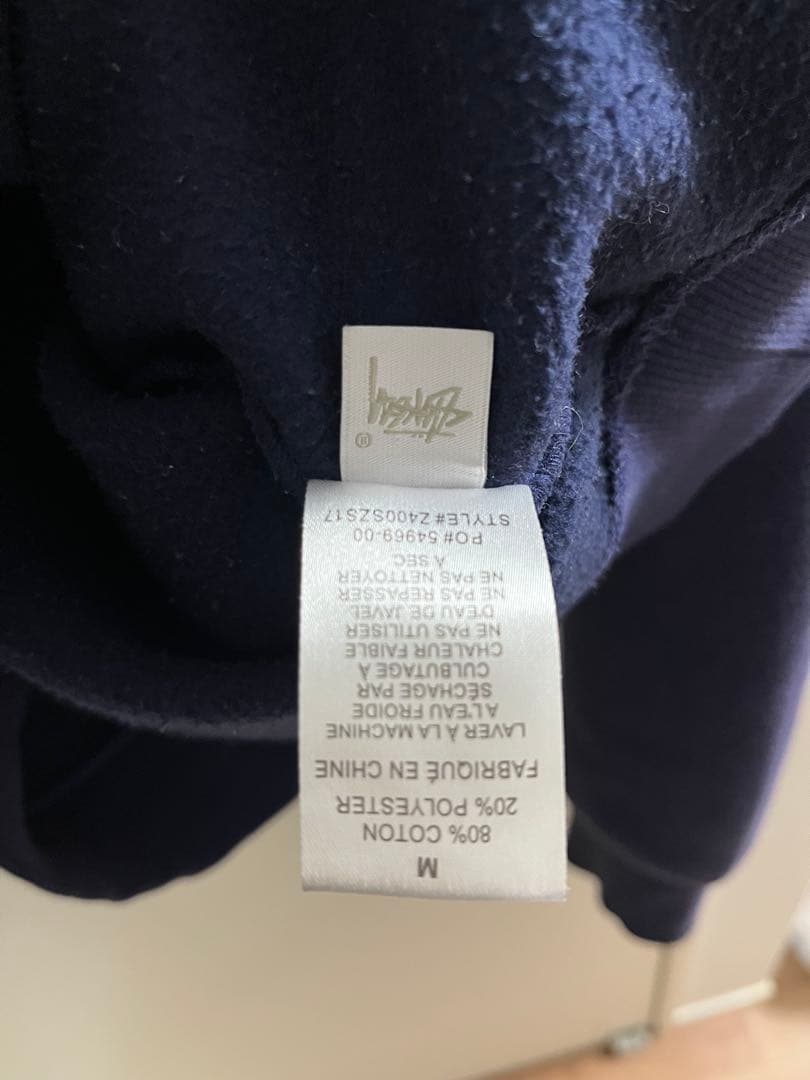 M
80% COTON
20% POLYESTER
FABRIQUÉ EN CHINE
LAVER À LA MACHINE
A L'EAU FROIDE
SÉCHAGE PAR
CULBUTAGE À
CHALEUR FAIBLE
NE PAS UTILISER
D'EAU DE JAVEL
NE PAS REPASSER
NE PAS NETTOYER
A SEC
PO# 54969-00
STYLE# Z400SZS17
®
Stüssy